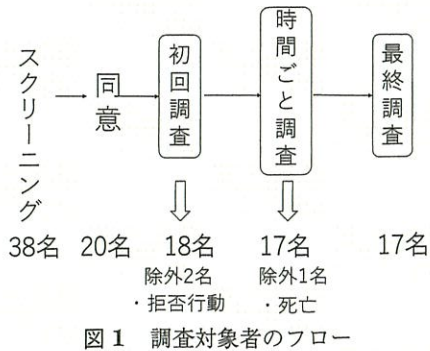 スクリーニング
同意
初回調査
時間ごと調査
最終調査
38名 20名 18名 17名 17名
除外2名 除外1名
・拒否行動 ・死亡
図1 調査対象者のフロー